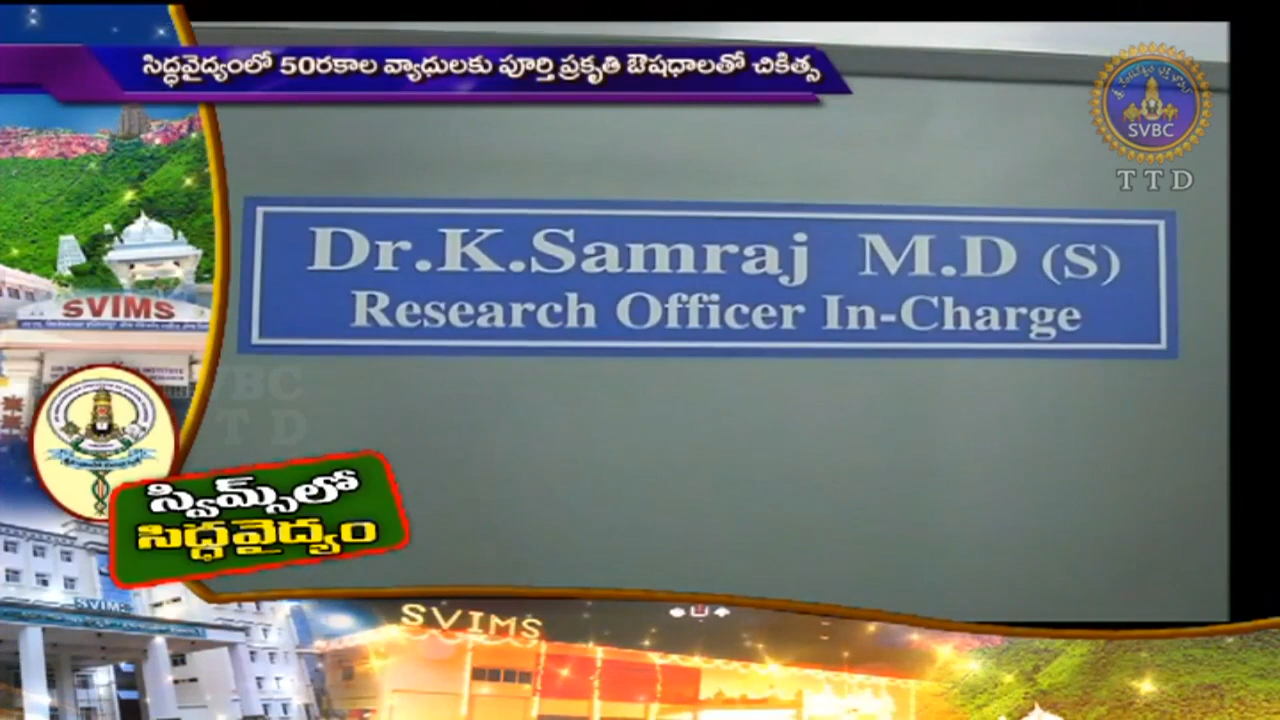 సిద్ధవైద్యంలో 50రకాల వ్యాధులకు పూర్తి ప్రకృతి ఔషధాలతో చికిత్స
SVBC
TTD
Dr.K.Samraj M.D (S)
Research Officer In-Charge
SVIMS
స్విమ్స్‌లో
సిద్ధవైద్యం
SVIMS
SVIMS